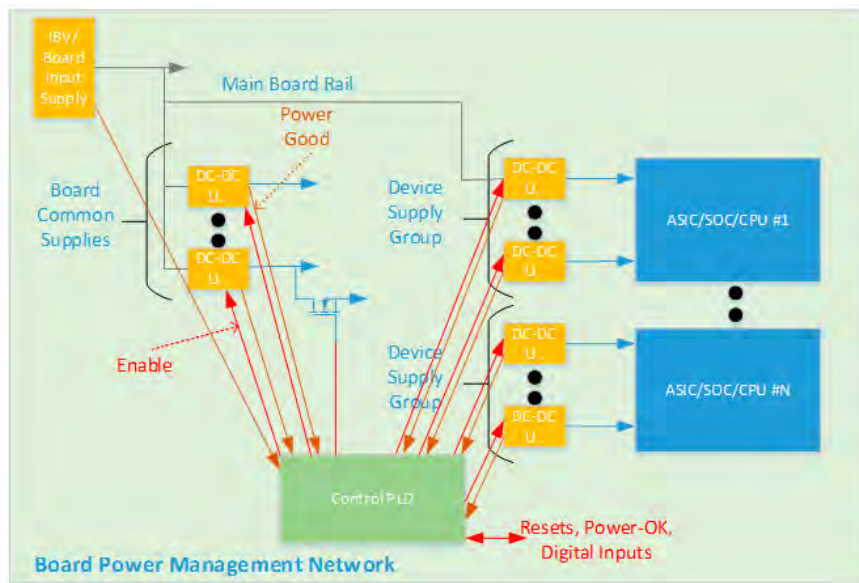 IBV/
Board
Input
Supply
Main Board Rail
Power
Good
DC-DC
U..
DC-DC
U..
Board
Common
Supplies
Enable
Device
Supply
Group
DC-DC
U..
DC-DC
U..
ASIC/SOC/CPU #1
Device
Supply
Group
DC-DC
U..
DC-DC
U..
ASIC/SOC/CPU #N
Control PLD
Resets, Power-OK,
Digital Inputs
Board Power Management Network